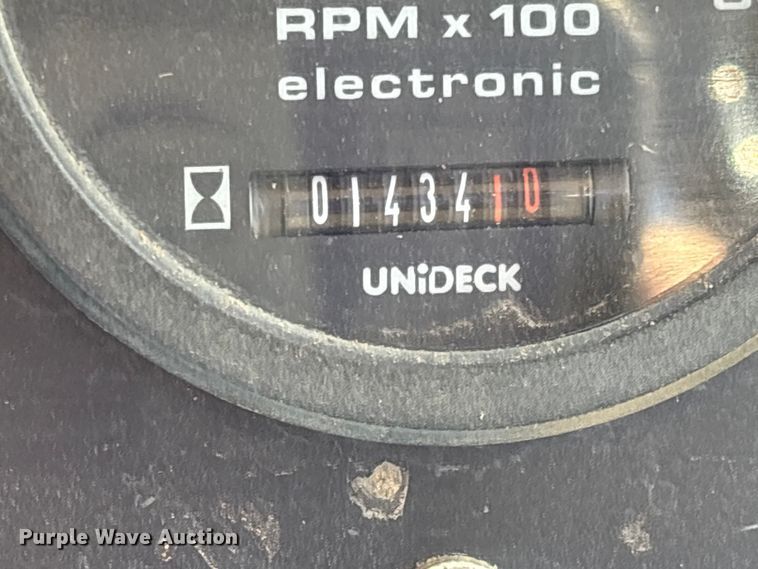 RPM x 100
electronic
0143410
UNiDECK
Purple Wave Auction